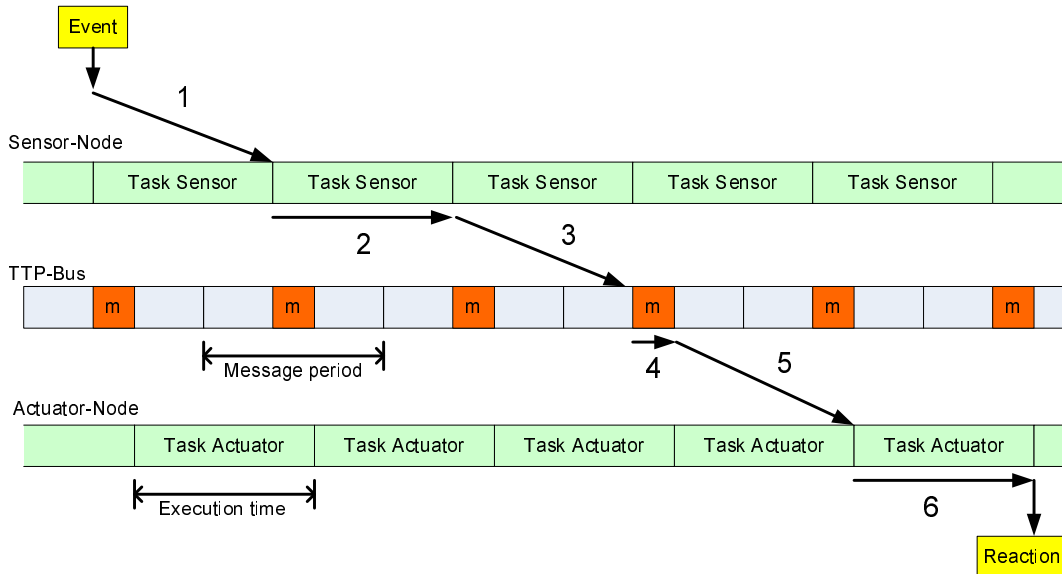 Event
1
Sensor-Node
Task Sensor Task Sensor Task Sensor Task Sensor Task Sensor
2
3
TTP-Bus
m m m m m m
Message period
4
5
Actuator-Node
Task Actuator Task Actuator Task Actuator Task Actuator Task Actuator
Execution time
6
Reaction